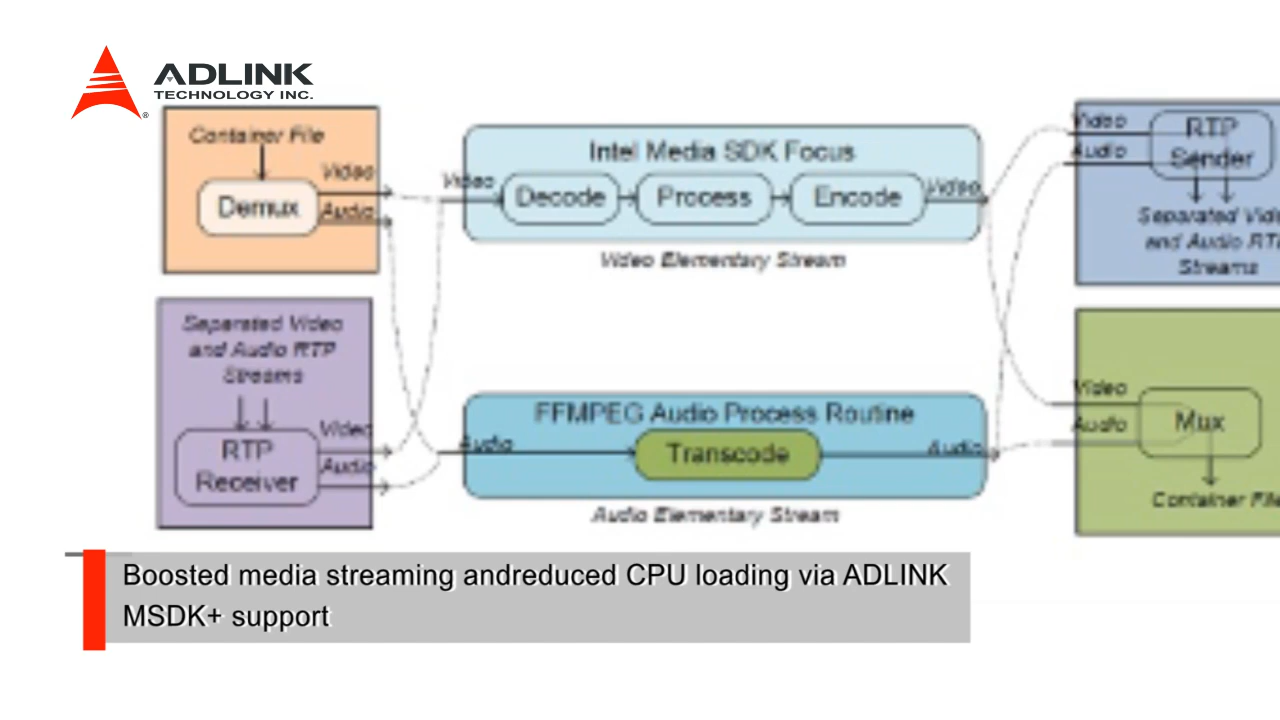 ADLINK
TECHNOLOGY INC.
®
Container File
Demux
Video
Audio
Separated Video
and Audio RTP
Streams
RTP
Receiver
Video
Audio
Intel Media SDK Focus
Video
Decode
Process
Encode
Video
Video Elementary Stream
FFMPEG Audio Process Routine
Audio
Transcode
Audio
Audio Elementary Stream
Video
Audio
RTP
Sender
Separated Vide
and Audio RT
Streams
Video
Audio
Mux
Container File
Boosted media streaming andreduced CPU loading via ADLINK
MSDK+ support